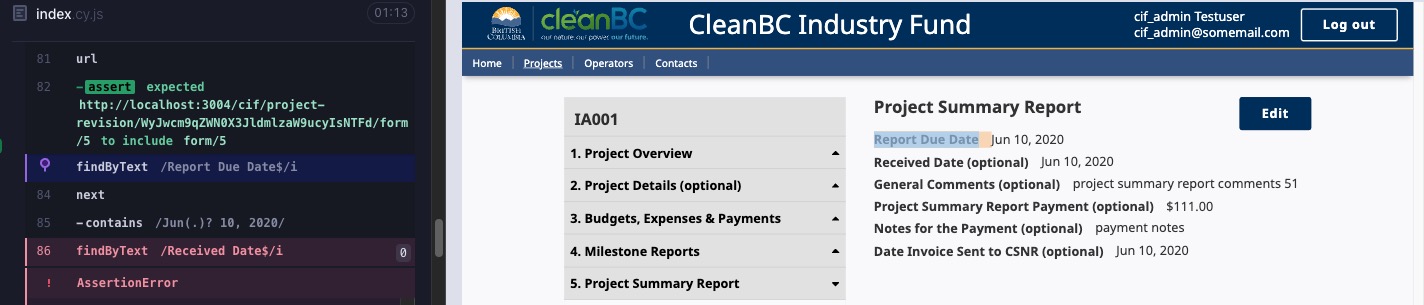 index.cy.js 01:13
81 url
82 -assert expected
http://localhost:3004/cif/project-
revision/WyJwcm9qZWN0X3JldmlzaW9ucyIsNTFd/form
/5 to include form/5
findByText /Report Due Date$/i
84 next
85 -contains /Jun(.)? 10, 2020/
86 findByText /Received Date$/i 0
! AssertionError
BRITISH
COLUMBIA
cleanBC
our nature. our power. our future.
CleanBC Industry Fund
cif_admin Testuser
cif_admin@somemail.com
Log out
Home Projects Operators Contacts
IA001
1. Project Overview
2. Project Details (optional)
3. Budgets, Expenses & Payments
4. Milestone Reports
5. Project Summary Report
Project Summary Report
Edit
Report Due Date Jun 10, 2020
Received Date (optional) Jun 10, 2020
General Comments (optional) project summary report comments 51
Project Summary Report Payment (optional) $111.00
Notes for the Payment (optional) payment notes
Date Invoice Sent to CSNR (optional) Jun 10, 2020